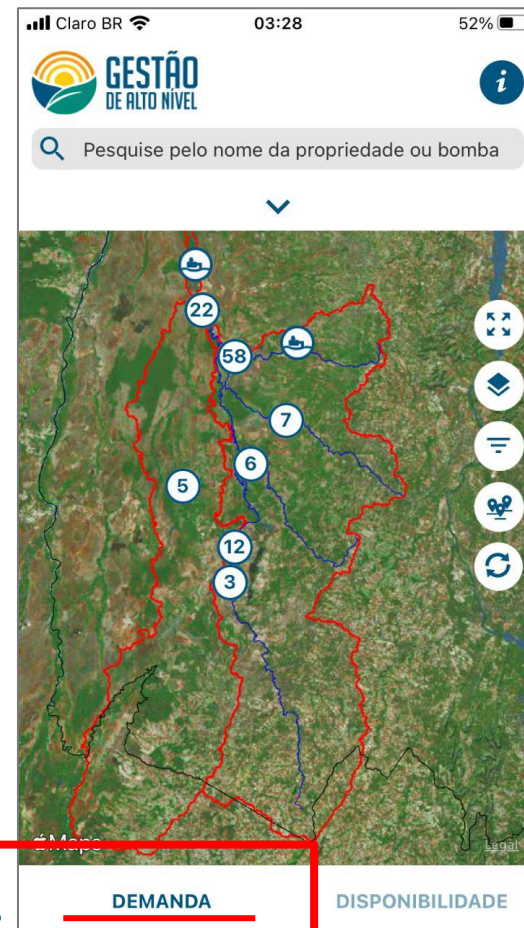 Claro BR 03:28 52%
GESTÃO
DE ALTO NÍVEL
i
Pesquise pelo nome da propriedade ou bomba
22
58
7
6
5
12
3
Maps
Legal
DEMANDA DISPONIBILIDADE